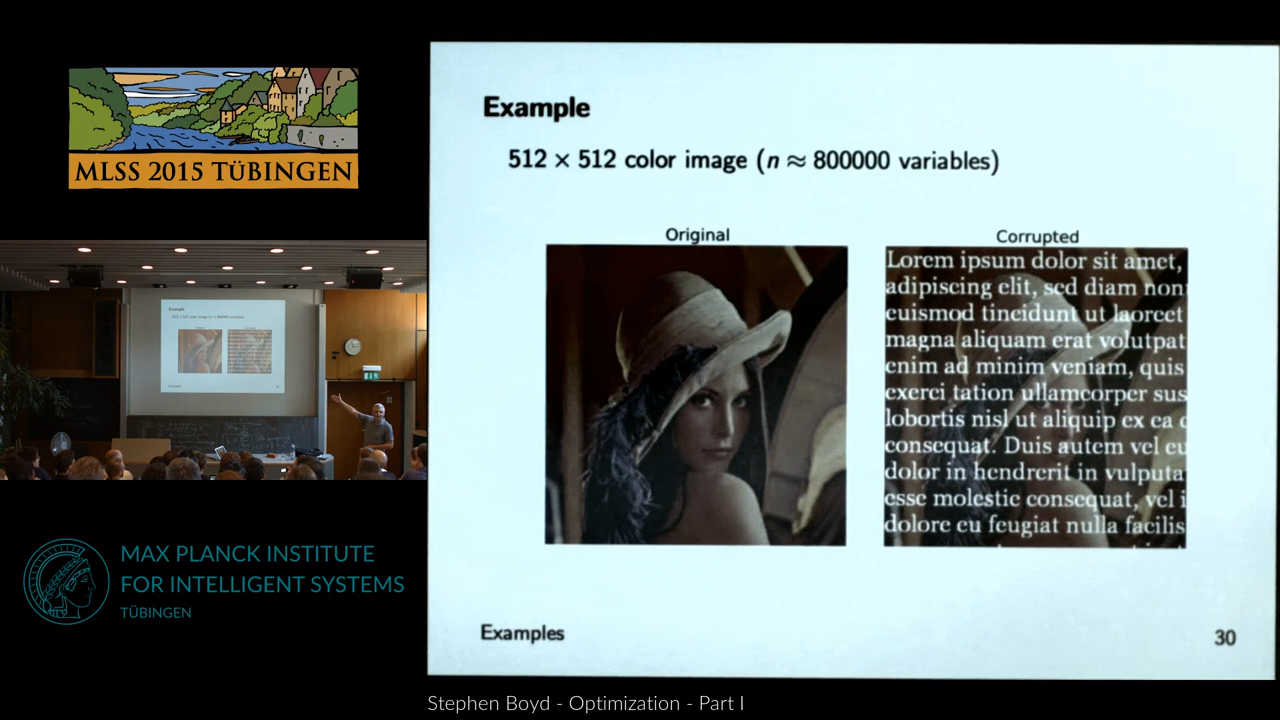 MLSS 2015 TÜBINGEN
MAX PLANCK INSTITUTE
FOR INTELLIGENT SYSTEMS
TÜBINGEN
Example
512 × 512 color image (n ≈ 800000 variables)
Original
Corrupted
Lorem ipsum dolor sit amet,
adipiscing elit, sed diam non
euismod tincidunt ut laoreet
magna aliquam erat volutpat
enim ad minim veniam, quis
exerci tation ullamcorper sus
lobortis nisl ut aliquip ex ea c
consequat. Duis autem vel eu
dolor in hendrerit in vulputa
esse molestie consequat, vel i
dolore eu feugiat nulla facilis
Examples
30
Stephen Boyd - Optimization - Part I